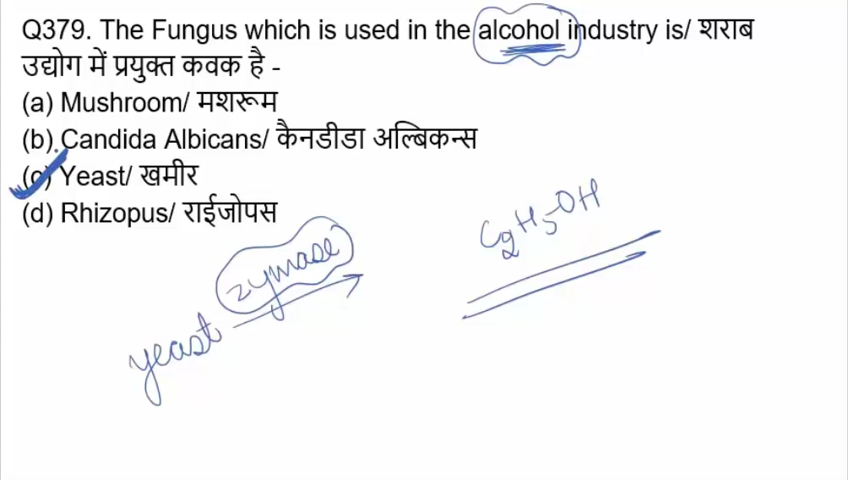 Q379. The Fungus which is used in the alcohol industry is/ शराब
उद्योग में प्रयुक्त कवक है -
(a) Mushroom/ मशरूम
(b) Candida Albicans/ कैनडीडा अल्बिकन्स
(c) Yeast/ खमीर
(d) Rhizopus/ राईजोपस
C2H5OH
zymase
yeast